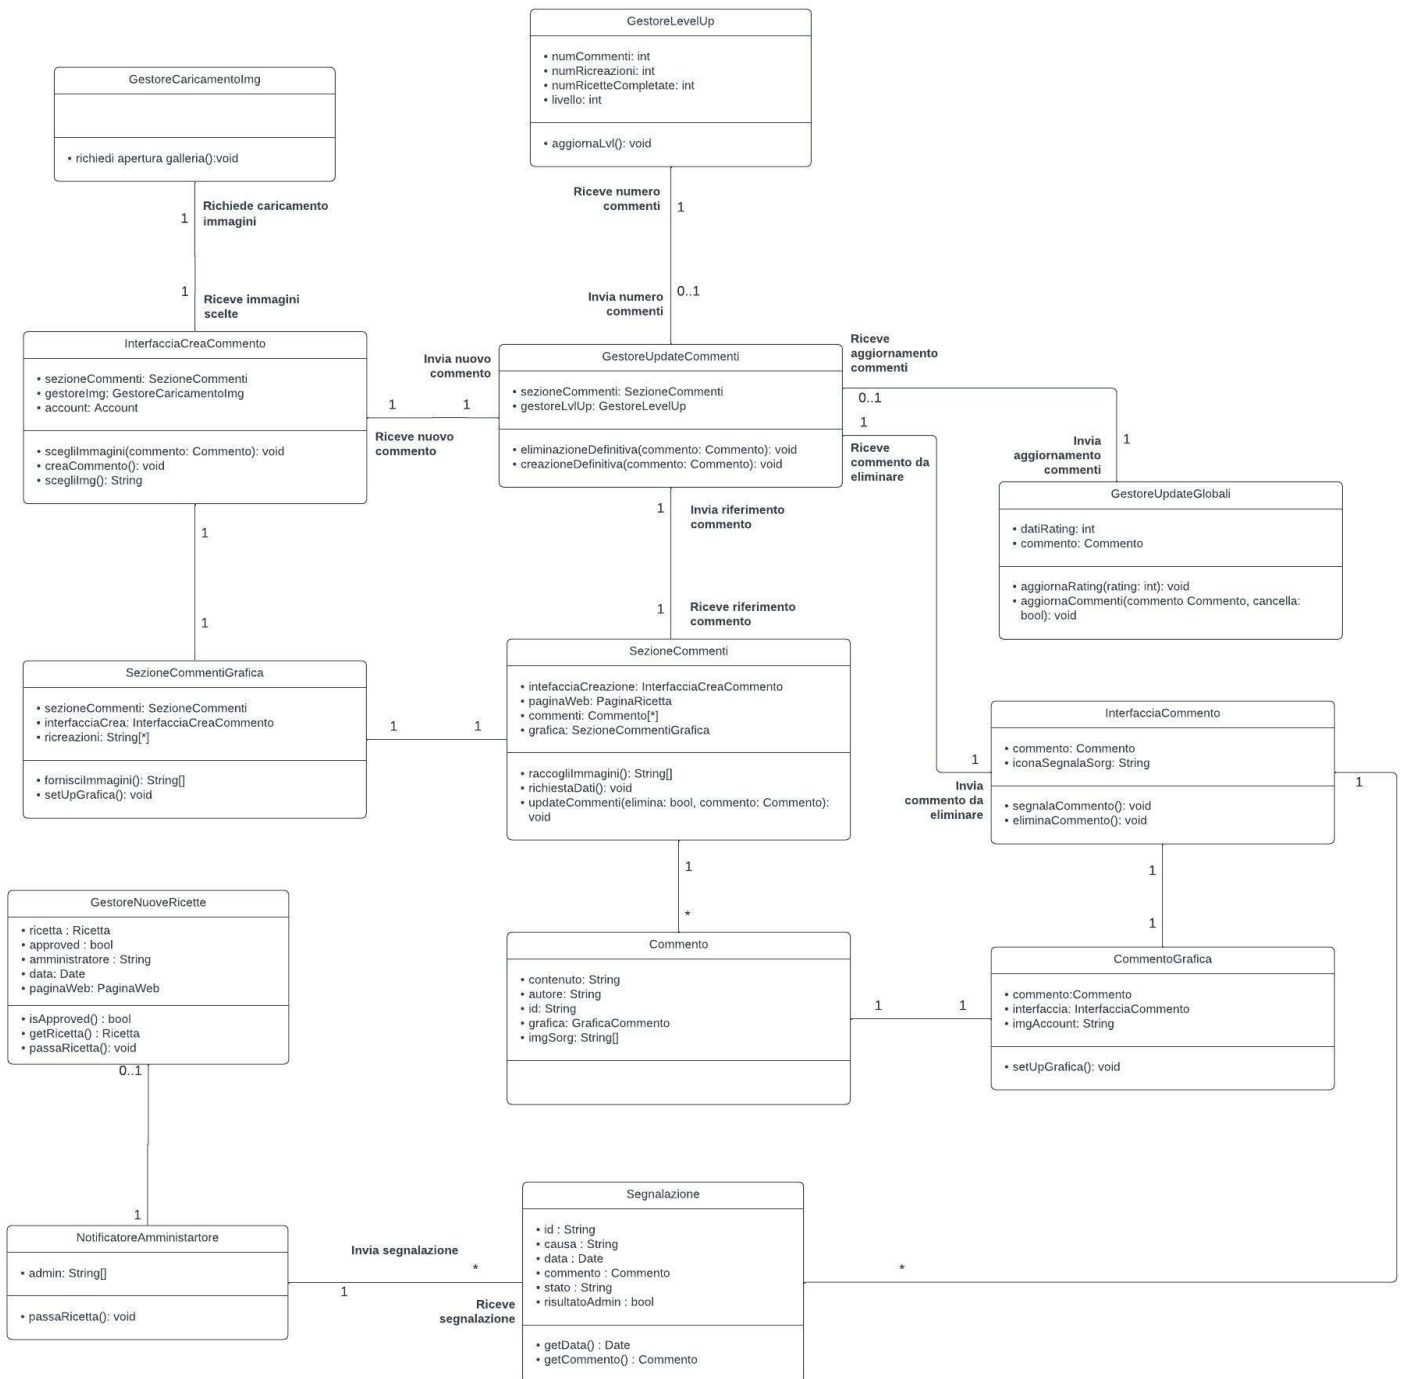 GestoreLevelUp
• numCommenti: int
• numRicreazioni: int
• numRicetteCompletate: int
• livello: int
• aggiornaLvl(): void
GestoreCaricamentoImg
• richiedi apertura galleria():void
Richiede caricamento
immagini
1
1
Riceve immagini
scelte
Riceve numero
commenti
1
0..1
Invia numero
commenti
InterfacciaCreaCommento
• sezioneCommenti: SezioneCommenti
• gestoreImg: GestoreCaricamentoImg
• account: Account
• scegliImmagini(commento: Commento): void
• creaCommento(): void
• scegliImg(): String
Invia nuovo
commento
1
1
Riceve nuovo
commento
GestoreUpdateCommenti
• sezioneCommenti: SezioneCommenti
• gestoreLvlUp: GestoreLevelUp
• eliminazioneDefinitiva(commento: Commento): void
• creazioneDefinitiva(commento: Commento): void
Riceve
aggiornamento
commenti
0..1
1
Riceve
commento da
eliminare
Invia
aggiornamento
commenti
1
GestoreUpdateGlobali
• datiRating: int
• commento: Commento
• aggiornaRating(rating: int): void
• aggiornaCommenti(commento Commento, cancella:
bool): void
1
Invia riferimento
commento
1
Riceve riferimento
commento
1
1
SezioneCommentiGrafica
• sezioneCommenti: SezioneCommenti
• interfacciaCrea: InterfacciaCreaCommento
• ricreazioni: String[*]
• fornisciImmagini(): String[]
• setUpGrafica(): void
1
1
SezioneCommenti
• intefacciaCreazione: InterfacciaCreaCommento
• paginaWeb: PaginaRicetta
• commenti: Commento[*]
• grafica: SezioneCommentiGrafica
• raccogliImmagini(): String[]
• richiestaDati(): void
• updateCommenti(elimina: bool, commento: Commento):
void
1
Invia
commento da
eliminare
InterfacciaCommento
• commento: Commento
• iconaSegnalaSorg: String
• segnalaCommento(): void
• eliminaCommento(): void
1
1
*
1
1
GestoreNuoveRicette
• ricetta : Ricetta
• approved : bool
• amministratore : String
• data: Date
• paginaWeb: PaginaWeb
• isApproved() : bool
• getRicetta() : Ricetta
• passaRicetta(): void
0..1
1
Commento
• contenuto: String
• autore: String
• id: String
• grafica: GraficaCommento
• imgSorg: String[]
1
1
CommentoGrafica
• commento:Commento
• interfaccia: InterfacciaCommento
• imgAccount: String
• setUpGrafica(): void
NotificatoreAmministartore
• admin: String[]
• passaRicetta(): void
Invia segnalazione
*
1
Riceve
segnalazione
Segnalazione
• id : String
• causa : String
• data : Date
• commento : Commento
• stato : String
• risultatoAdmin : bool
• getData() : Date
• getCommento() : Commento
*